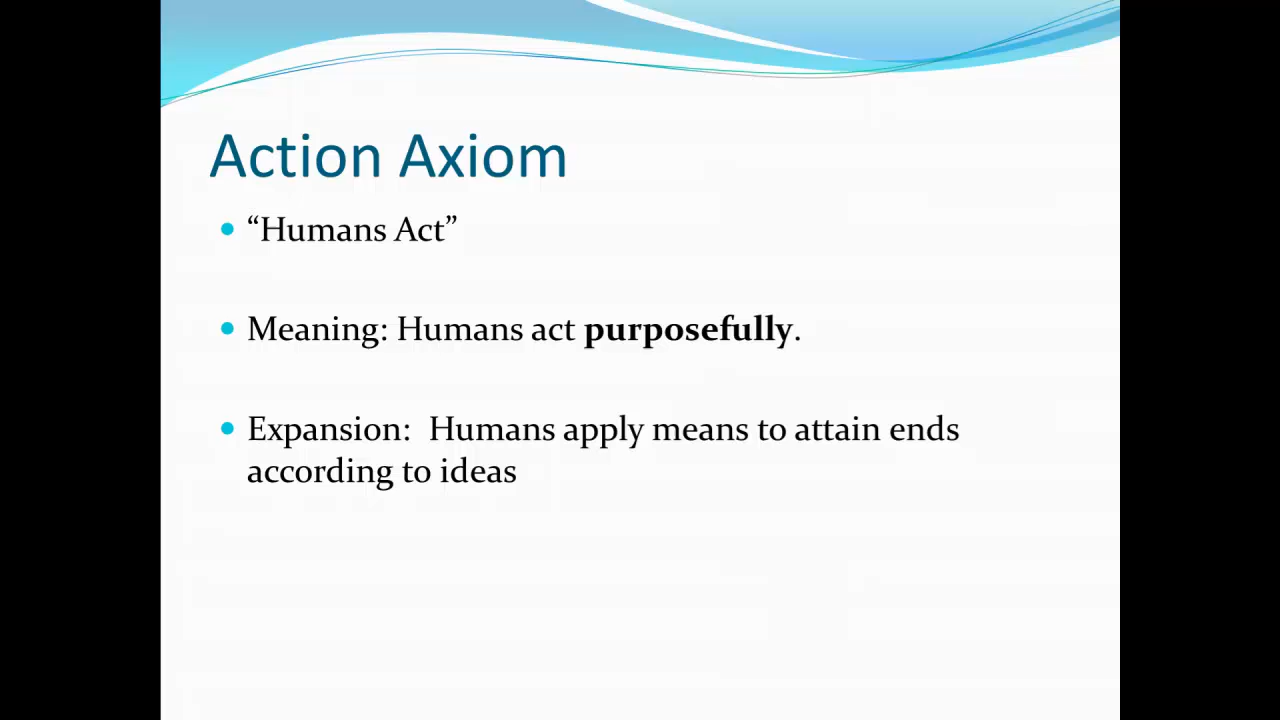 Action Axiom
• “Humans Act”
• Meaning: Humans act purposefully.
• Expansion:  Humans apply means to attain ends
according to ideas